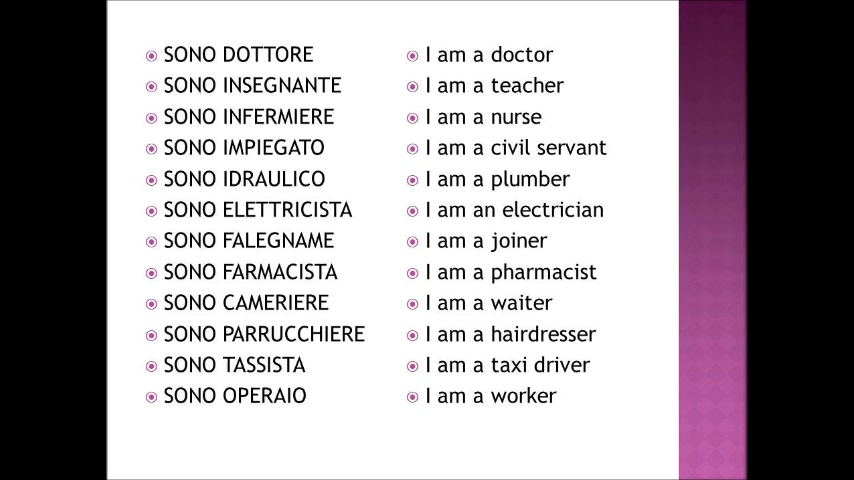 SONO DOTTORE
SONO INSEGNANTE
SONO INFERMIERE
SONO IMPIEGATO
SONO IDRAULICO
SONO ELETTRICISTA
SONO FALEGNAME
SONO FARMACISTA
SONO CAMERIERE
SONO PARRUCCHIERE
SONO TASSISTA
SONO OPERAIO
I am a doctor
I am a teacher
I am a nurse
I am a civil servant
I am a plumber
I am an electrician
I am a joiner
I am a pharmacist
I am a waiter
I am a hairdresser
I am a taxi driver
I am a worker